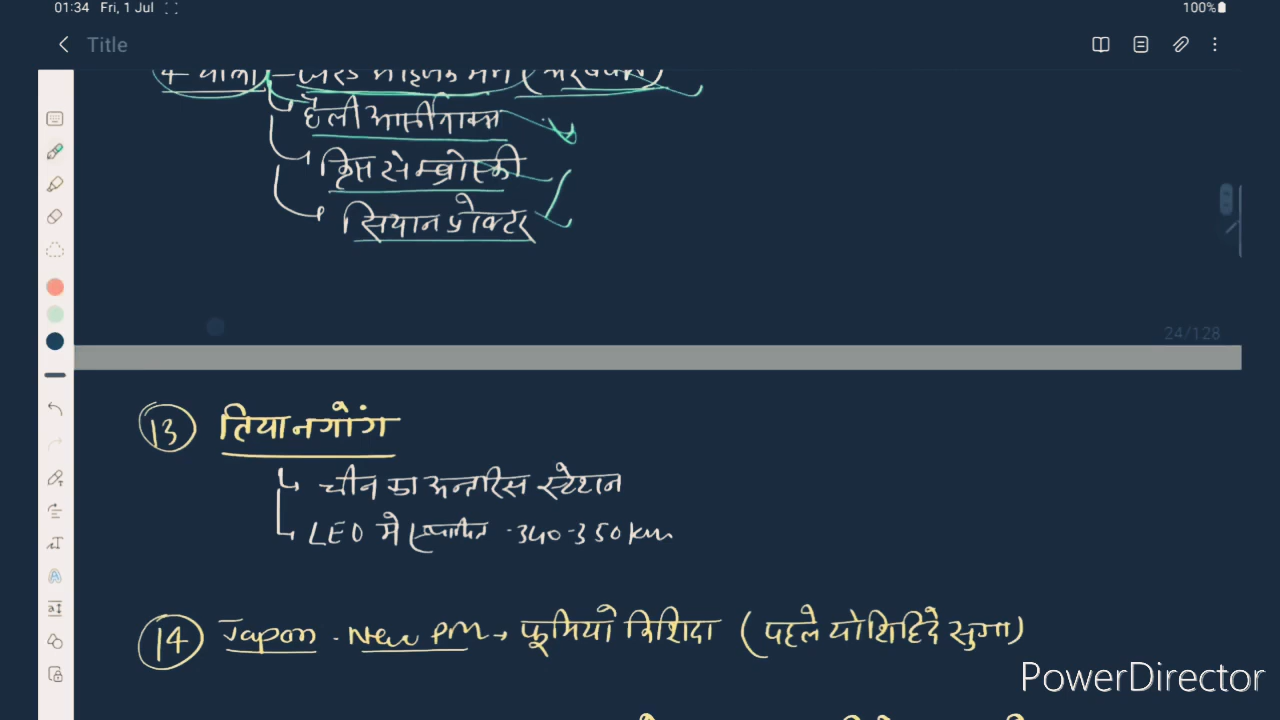 01:34 Fri, 1 Jul 100%
Title
हैली आर्सीनाक्स
क्रिस सेम्ब्रोस्की
सियान प्रोक्टर
24/128
13 तियानगोंग
चीन का अन्तरिक्ष स्टेशन
LEO मे स्थापित -340-350 km
14 Japan - New PM → फूमियो किशिदा (पहले योशिहिदे सुगा)
PowerDirector